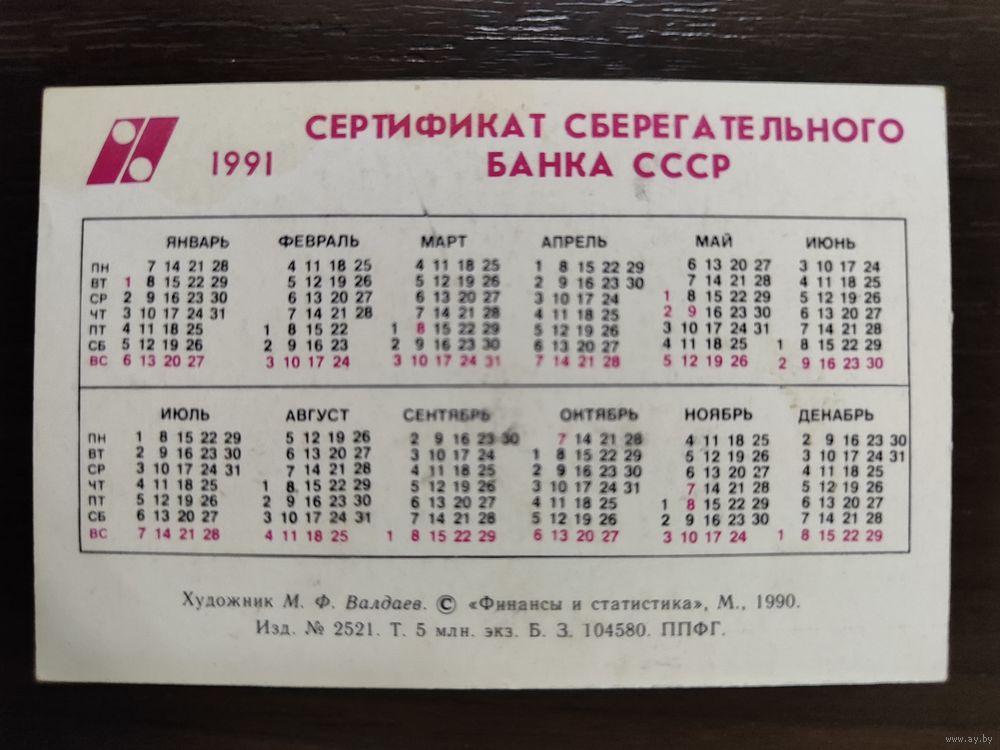 СЕРТИФИКАТ СБЕРЕГАТЕЛЬНОГО
1991 БАНКА СССР
ЯНВАРЬ ФЕВРАЛЬ МАРТ АПРЕЛЬ МАЙ ИЮНЬ
ПН 7 14 21 28 4 11 18 25 4 11 18 25 1 8 15 22 29 6 13 20 27 3 10 17 24
ВТ 1 8 15 22 29 5 12 19 26 5 12 19 26 2 9 16 23 30 7 14 21 28 4 11 18 25
СР 2 9 16 23 30 6 13 20 27 6 13 20 27 3 10 17 24 1 8 15 22 29 5 12 19 26
ЧТ 3 10 17 24 31 7 14 21 28 7 14 21 28 4 11 18 25 2 9 16 23 30 6 13 20 27
ПТ 4 11 18 25 1 8 15 22 1 8 15 22 29 5 12 19 26 3 10 17 24 31 7 14 21 28
СБ 5 12 19 26 2 9 16 23 2 9 16 23 30 6 13 20 27 4 11 18 25 1 8 15 22 29
ВС 6 13 20 27 3 10 17 24 3 10 17 24 31 7 14 21 28 5 12 19 26 2 9 16 23 30
ИЮЛЬ АВГУСТ СЕНТЯБРЬ ОКТЯБРЬ НОЯБРЬ ДЕКАБРЬ
ПН 1 8 15 22 29 5 12 19 26 2 9 16 23 30 7 14 21 28 4 11 18 25 2 9 16 23 30
ВТ 2 9 16 23 30 6 13 20 27 3 10 17 24 1 8 15 22 29 5 12 19 26 3 10 17 24 31
СР 3 10 17 24 31 7 14 21 28 4 11 18 25 2 9 16 23 30 6 13 20 27 4 11 18 25
ЧТ 4 11 18 25 1 8 15 22 29 5 12 19 26 3 10 17 24 31 7 14 21 28 5 12 19 26
ПТ 5 12 19 26 2 9 16 23 30 6 13 20 27 4 11 18 25 1 8 15 22 29 6 13 20 27
СБ 6 13 20 27 3 10 17 24 31 7 14 21 28 5 12 19 26 2 9 16 23 30 7 14 21 28
ВС 7 14 21 28 4 11 18 25 1 8 15 22 29 6 13 20 27 3 10 17 24 1 8 15 22 29
Художник М. Ф. Валдаев. © «Финансы и статистика», М., 1990.
Изд. № 2521. Т. 5 млн. экз. Б. З. 104580. ППФГ.
www.ay.by